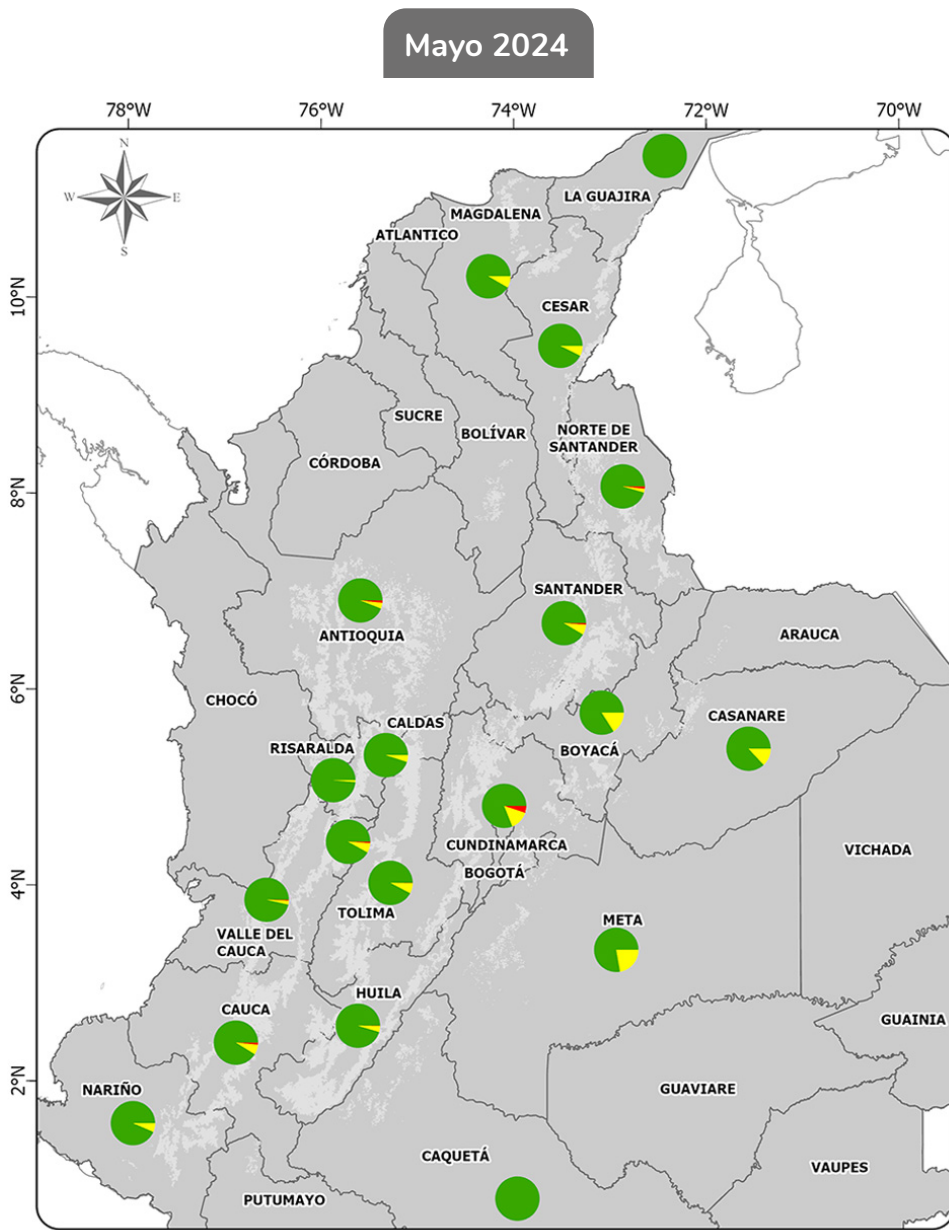 Mayo 2024
78°W
76°W
74°W
72°W
70°W
N
W
E
S
LA GUAJIRA
MAGDALENA
ATLANTICO
10°N
CESAR
SUCRE
BOLÍVAR
NORTE DE
SANTANDER
CÓRDOBA
8°N
SANTANDER
ANTIOQUIA
ARAUCA
6°N
CHOCÓ
CALDAS
CASANARE
RISARALDA
BOYACÁ
CUNDINAMARCA
VICHADA
BOGOTÁ
4°N
TOLIMA
META
VALLE DEL
CAUCA
HUILA
CAUCA
GUAINIA
2°N
NARIÑO
GUAVIARE
CAQUETÁ
VAUPES
PUTUMAYO